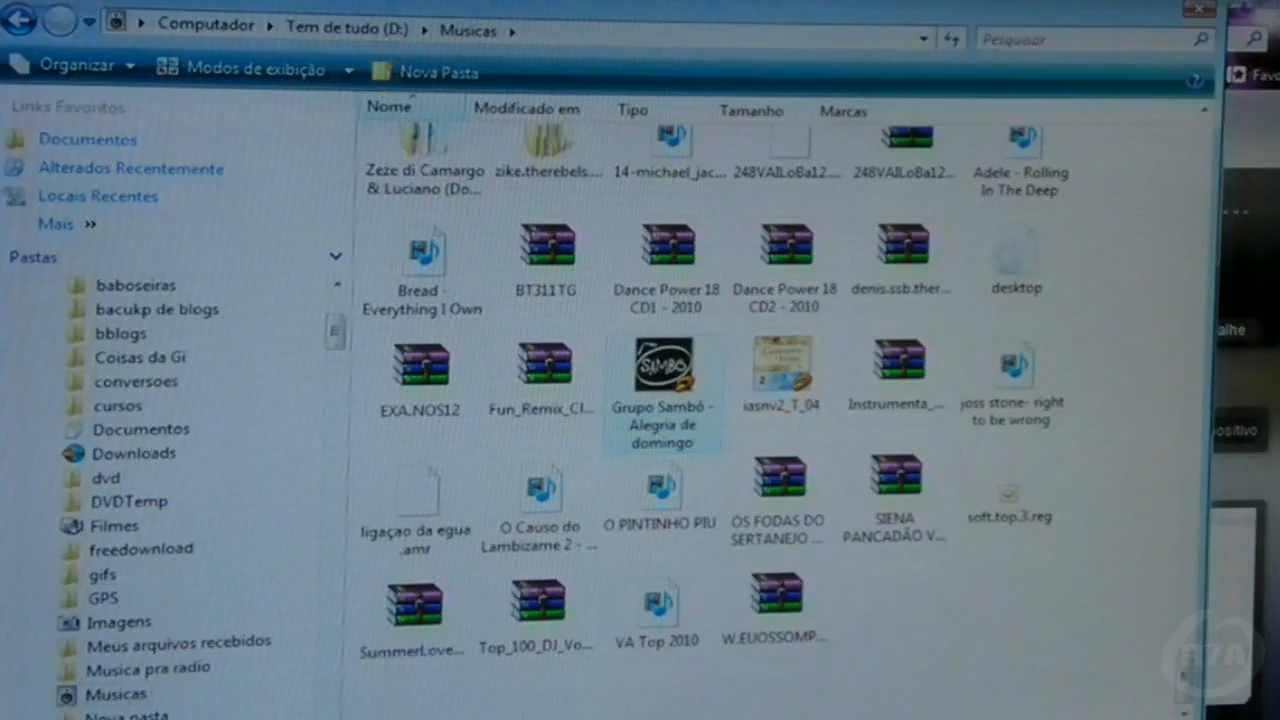 Computador ▸ Tem de tudo (D:) ▸ Musicas ▸
Pesquisar
Organizar
Modos de exibição
Nova Pasta
Favo
Links Favoritos
Documentos
Alterados Recentemente
Locais Recentes
Mais »
Pastas
baboseiras
bacukp de blogs
bblogs
Coisas da Gi
conversoes
cursos
Documentos
Downloads
dvd
DVDTemp
Filmes
freedownload
gifs
GPS
Imagens
Meus arquivos recebidos
Musica pra radio
Musicas
Nova pasta
Nome Modificado em Tipo Tamanho Marcas
Zeze di Camargo
& Luciano (Do...
zike.therebels....
14-michael_jac...
248VAILoBa12...
248VAILoBa12...
Adele - Rolling
In The Deep
Bread -
Everything I Own
BT311TG
Dance Power 18
CD1 - 2010
Dance Power 18
CD2 - 2010
denis.ssb.ther...
desktop
EXA.NOS12
Fun_Remix_Cl...
SAMBÔ
Grupo Sambô -
Alegria de
domingo
iasnv2_T_04
Instrumenta_...
joss stone- right
to be wrong
ligaçao da egua
.amr
O Causo do
Lambizame 2 - ...
O PINTINHO PIU
OS FODAS DO
SERTANEJO ...
SIENA
PANCADÃO V...
soft.top.3.reg
SummerLove...
Top_100_DJ_Vo...
VA Top 2010
W.EUOSSOMP...
alhe
positivo